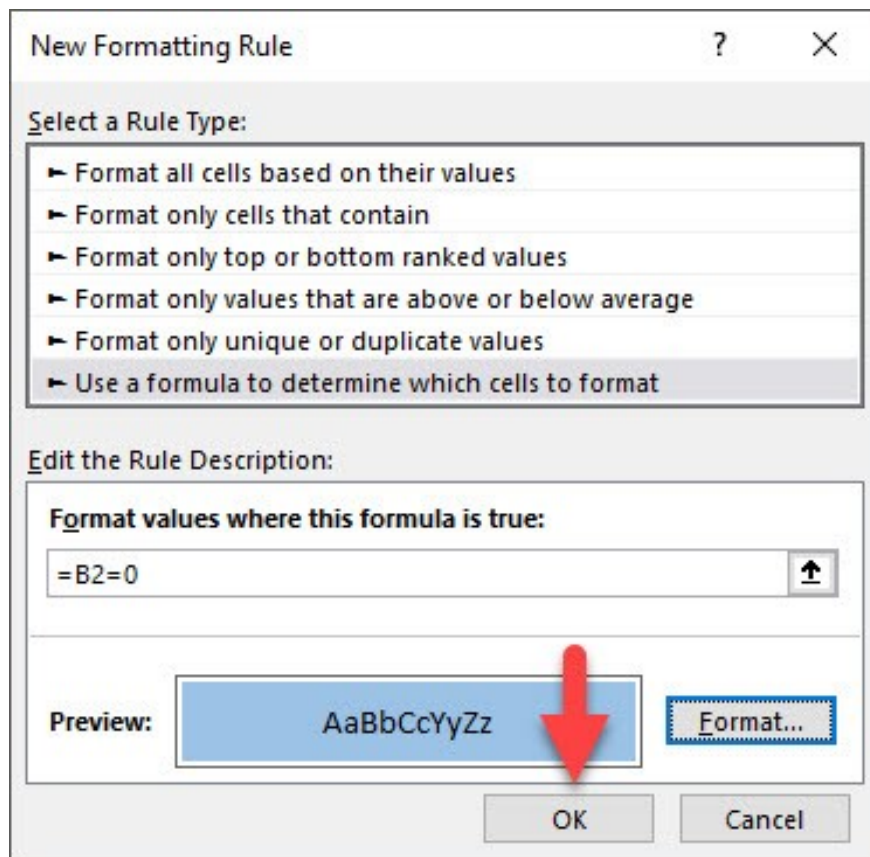 New Formatting Rule ?
Select a Rule Type:
► Format all cells based on their values
► Format only cells that contain
► Format only top or bottom ranked values
► Format only values that are above or below average
► Format only unique or duplicate values
► Use a formula to determine which cells to format
Edit the Rule Description:
Format values where this formula is true:
=B2=0
Preview: AaBbCcYyZz Format...
OK Cancel